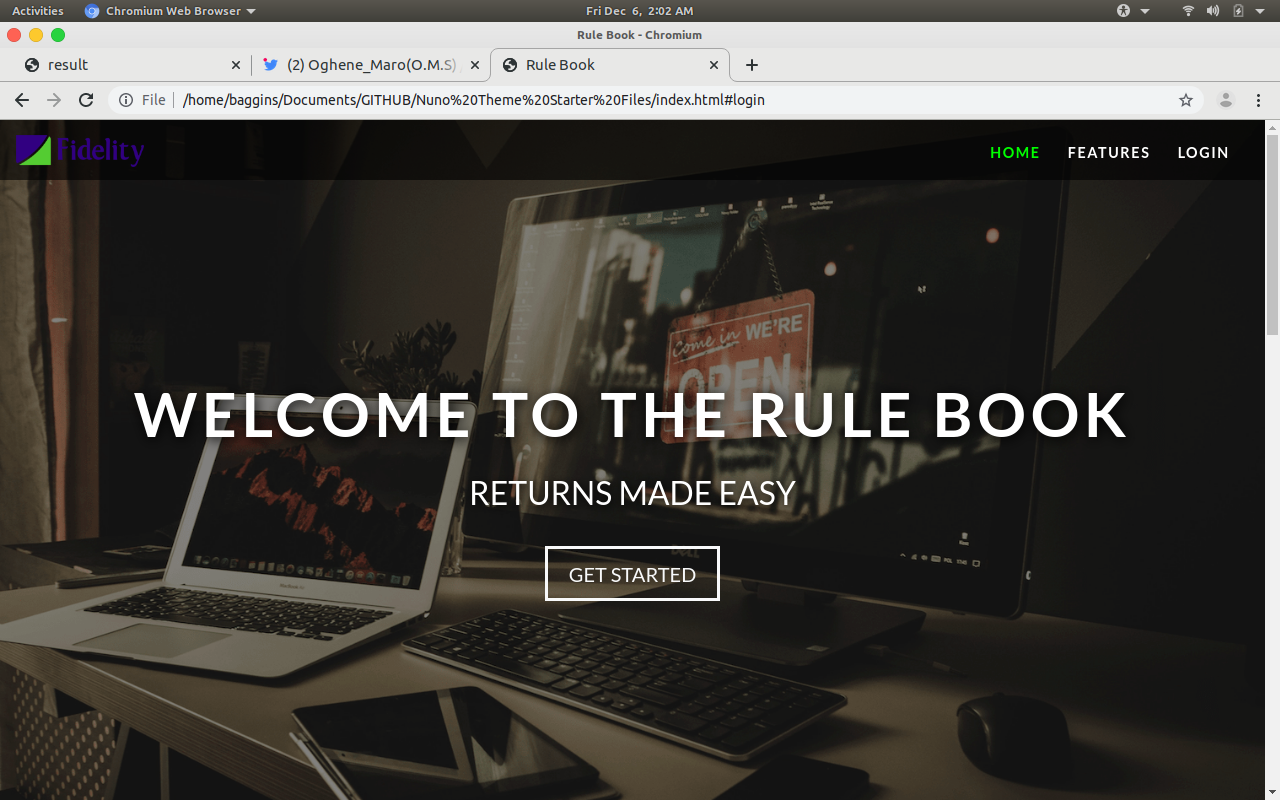 Activities Chromium Web Browser Fri Dec 6, 2:02 AM
Rule Book - Chromium
result (2) Oghene_Maro(O.M.S) Rule Book
File /home/baggins/Documents/GITHUB/Nuno%20Theme%20Starter%20Files/index.html#login
Fidelity HOME FEATURES LOGIN
come in WE'RE
OPEN
WELCOME TO THE RULE BOOK
RETURNS MADE EASY
DELL
GET STARTED